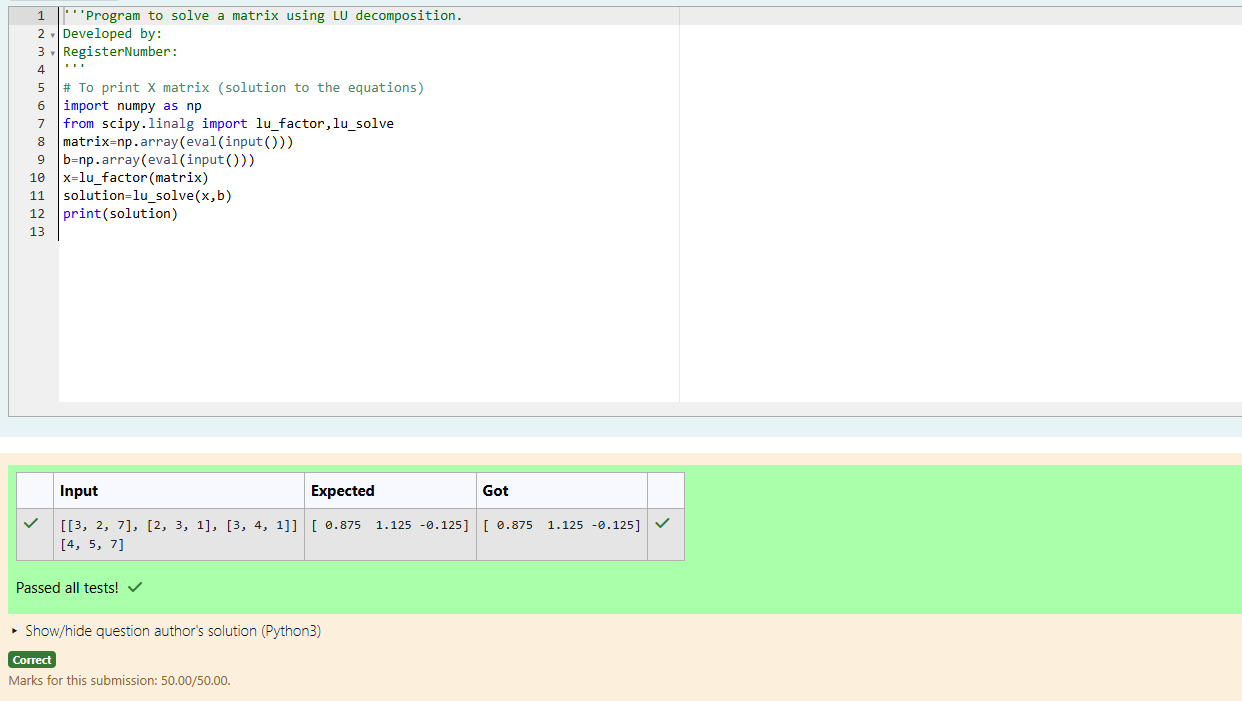 1 '''Program to solve a matrix using LU decomposition.
2 Developed by:
3 RegisterNumber:
4 '''
5 # To print X matrix (solution to the equations)
6 import numpy as np
7 from scipy.linalg import lu_factor,lu_solve
8 matrix=np.array(eval(input()))
9 b=np.array(eval(input()))
10 x=lu_factor(matrix)
11 solution=lu_solve(x,b)
12 print(solution)
13
Input Expected Got
[[3, 2, 7], [2, 3, 1], [3, 4, 1]] [ 0.875  1.125 -0.125] [ 0.875  1.125 -0.125]
[4, 5, 7]
Passed all tests!
Show/hide question author's solution (Python3)
Correct
Marks for this submission: 50.00/50.00.